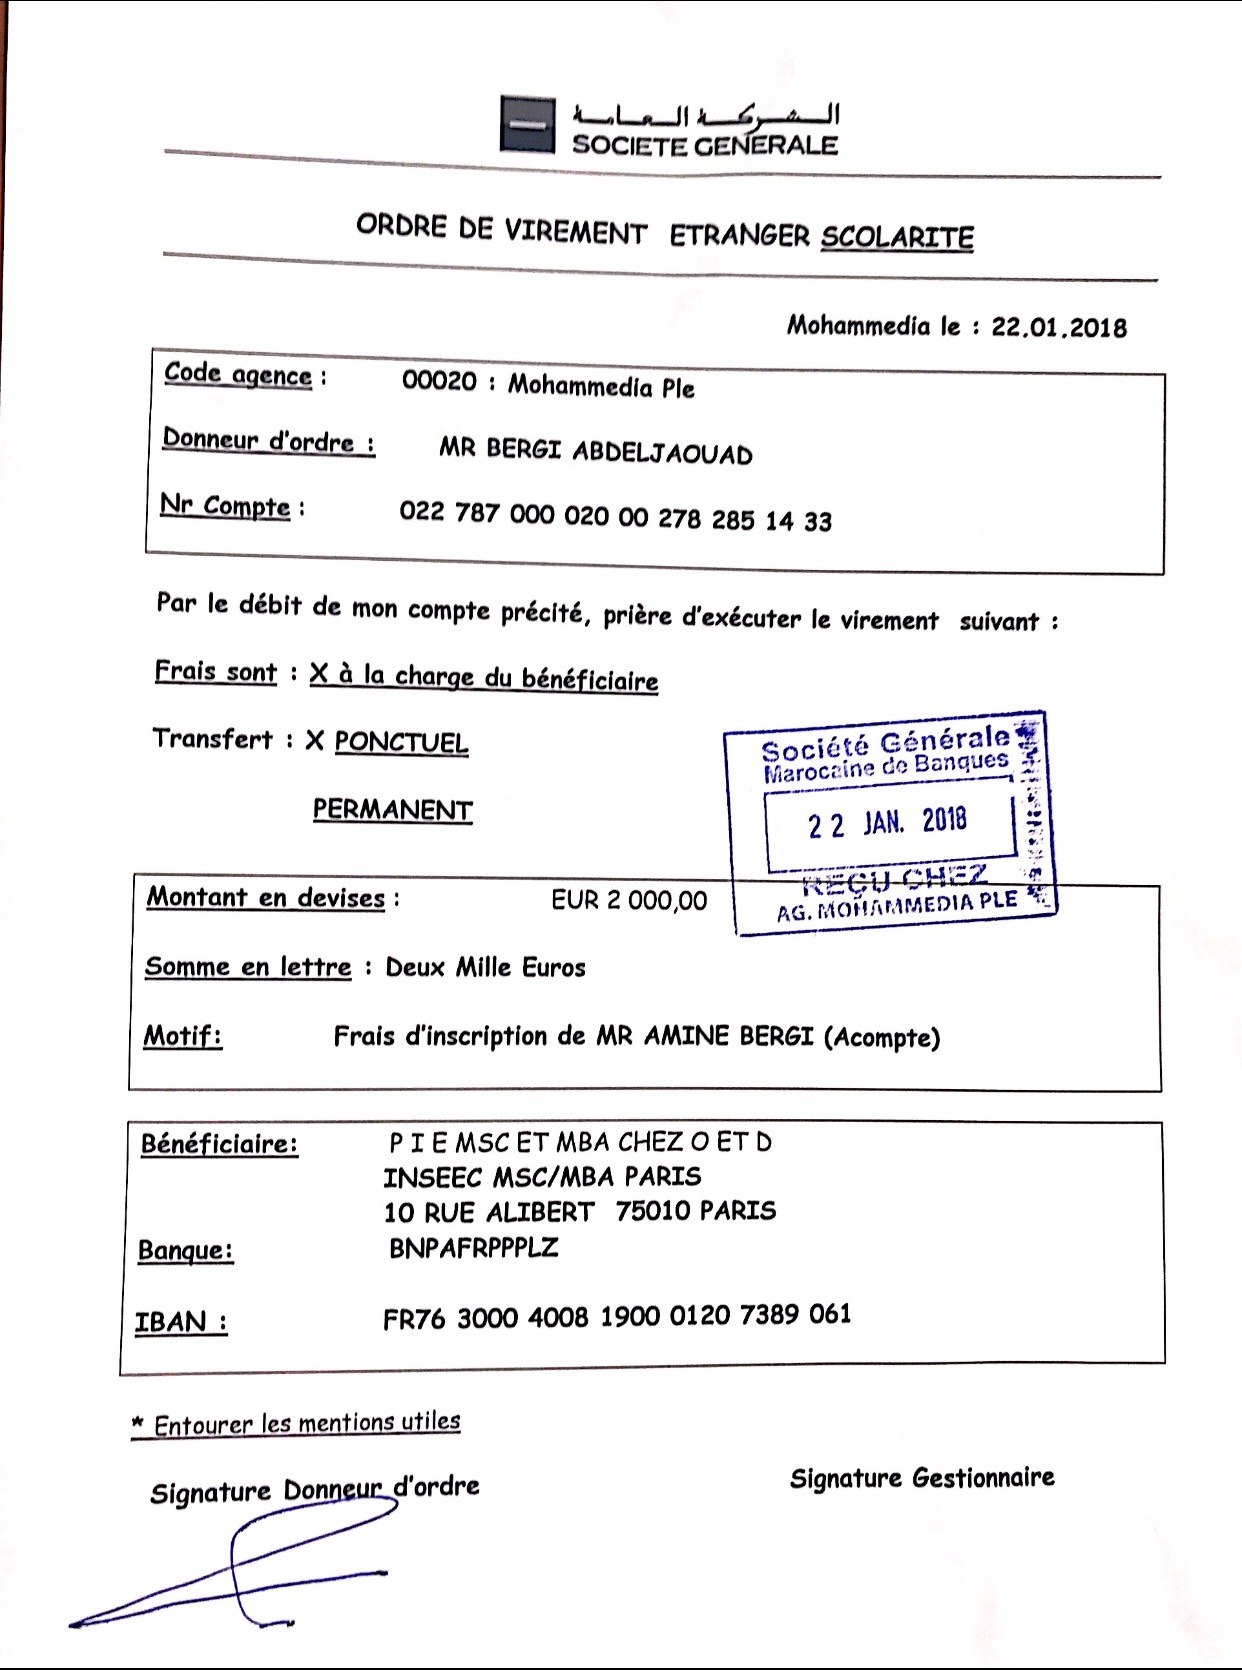 الشركة العامة
SOCIETE GENERALE
ORDRE DE VIREMENT ETRANGER SCOLARITE
Mohammedia le : 22.01.2018
Code agence : 00020 : Mohammedia Ple
Donneur d'ordre : MR BERGI ABDELJAOUAD
Nr Compte : 022 787 000 020 00 278 285 14 33
Par le débit de mon compte précité, prière d'exécuter le virement suivant :
Frais sont : X à la charge du bénéficiaire
Transfert : X PONCTUEL
PERMANENT
Société Générale
Marocaine de Banques
22 JAN. 2018
REÇU CHEZ
AG. MOHAMMEDIA PLE
Montant en devises : EUR 2 000,00
Somme en lettre : Deux Mille Euros
Motif: Frais d'inscription de MR AMINE BERGI (Acompte)
Bénéficiaire: P I E MSC ET MBA CHEZ O ET D
INSEEC MSC/MBA PARIS
10 RUE ALIBERT 75010 PARIS
Banque: BNPAFRPPPLZ
IBAN : FR76 3000 4008 1900 0120 7389 061
* Entourer les mentions utiles
Signature Donneur d'ordre
Signature Gestionnaire